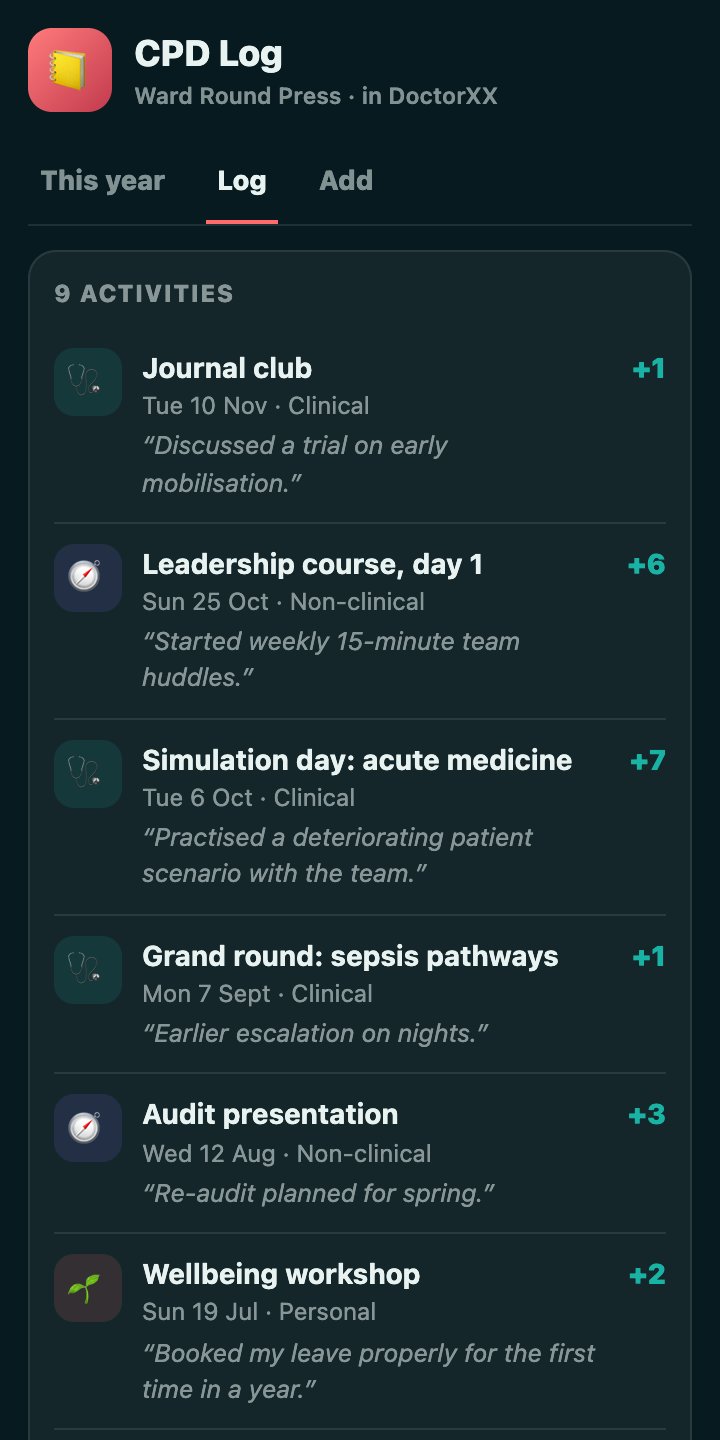 CPD Log
Ward Round Press · in DoctorXX
This year
Log
Add
9 ACTIVITIES
Journal club
+1
Tue 10 Nov · Clinical
“Discussed a trial on early
mobilisation.”
Leadership course, day 1
+6
Sun 25 Oct · Non-clinical
“Started weekly 15-minute team
huddles.”
Simulation day: acute medicine
+7
Tue 6 Oct · Clinical
“Practised a deteriorating patient
scenario with the team.”
Grand round: sepsis pathways
+1
Mon 7 Sept · Clinical
“Earlier escalation on nights.”
Audit presentation
+3
Wed 12 Aug · Non-clinical
“Re-audit planned for spring.”
Wellbeing workshop
+2
Sun 19 Jul · Personal
“Booked my leave properly for the first
time in a year.”